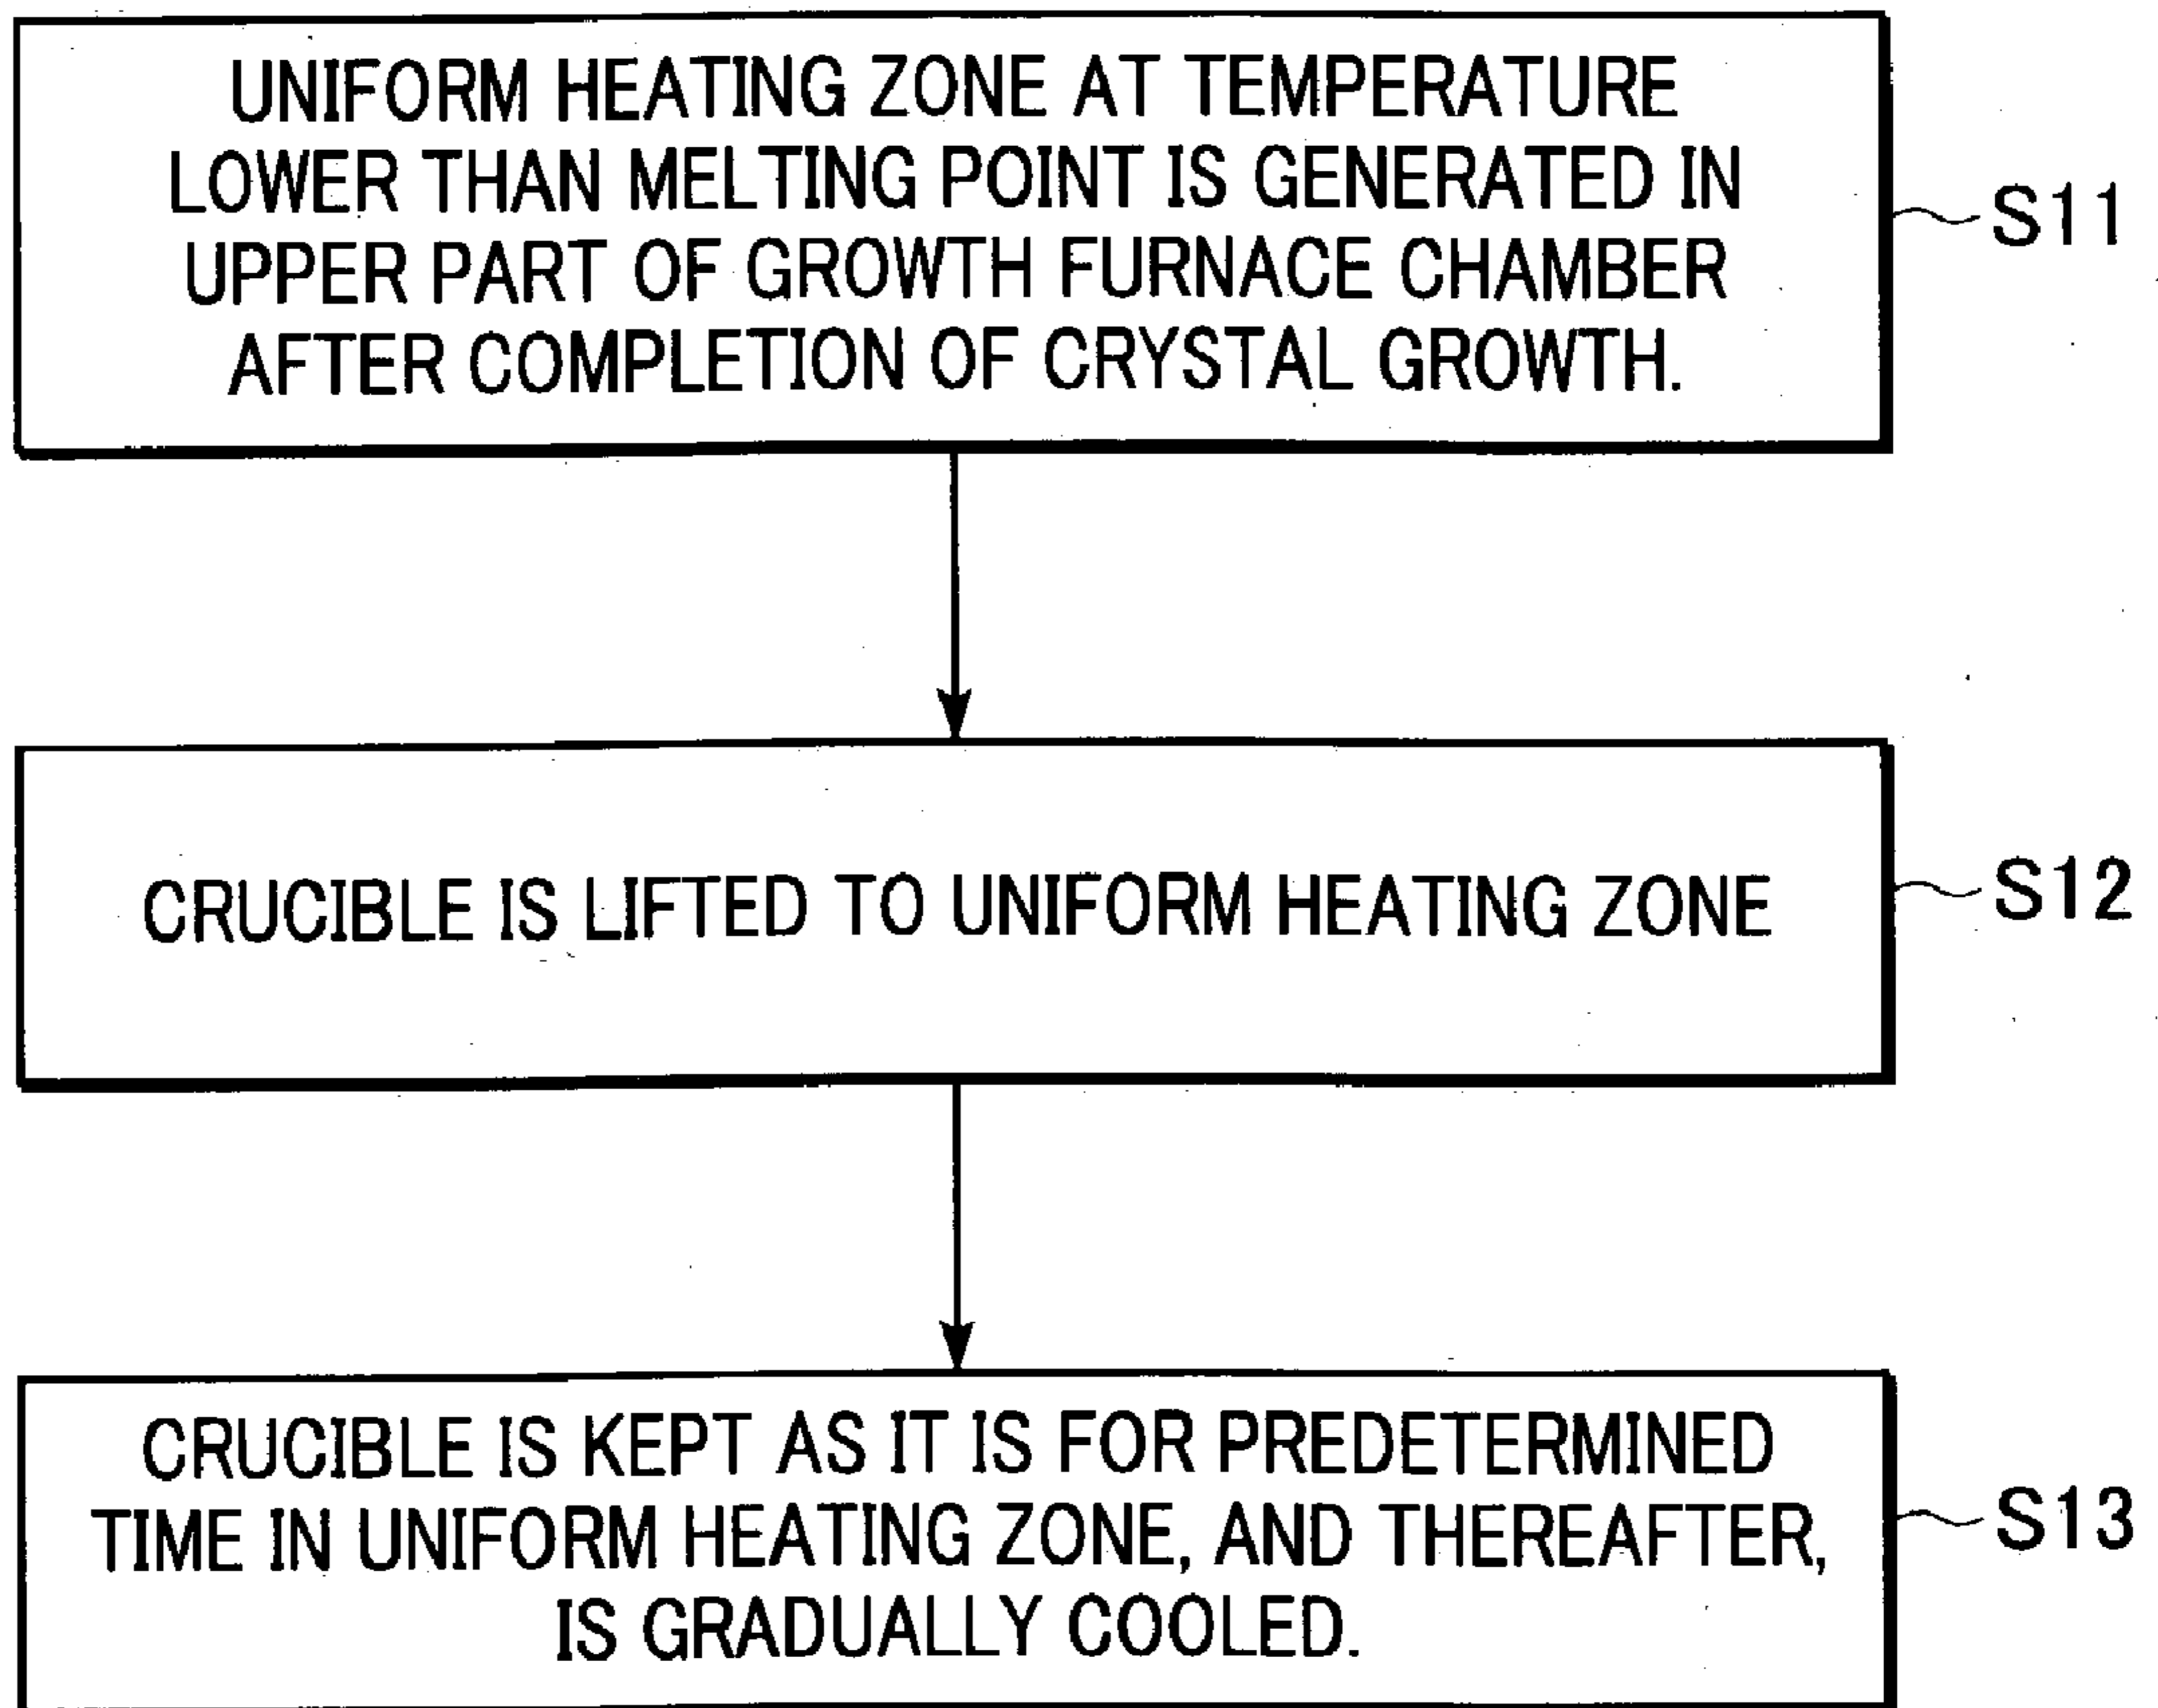 UNIFORM HEATING ZONE AT TEMPERATURE
LOWER THAN MELTING POINT IS GENERATED IN
UPPER PART OF GROWTH FURNACE CHAMBER
AFTER COMPLETION OF CRYSTAL GROWTH.
S11
CRUCIBLE IS LIFTED TO UNIFORM HEATING ZONE
S12
CRUCIBLE IS KEPT AS IT IS FOR PREDETERMINED
TIME IN UNIFORM HEATING ZONE, AND THEREAFTER,
IS GRADUALLY COOLED.
S13